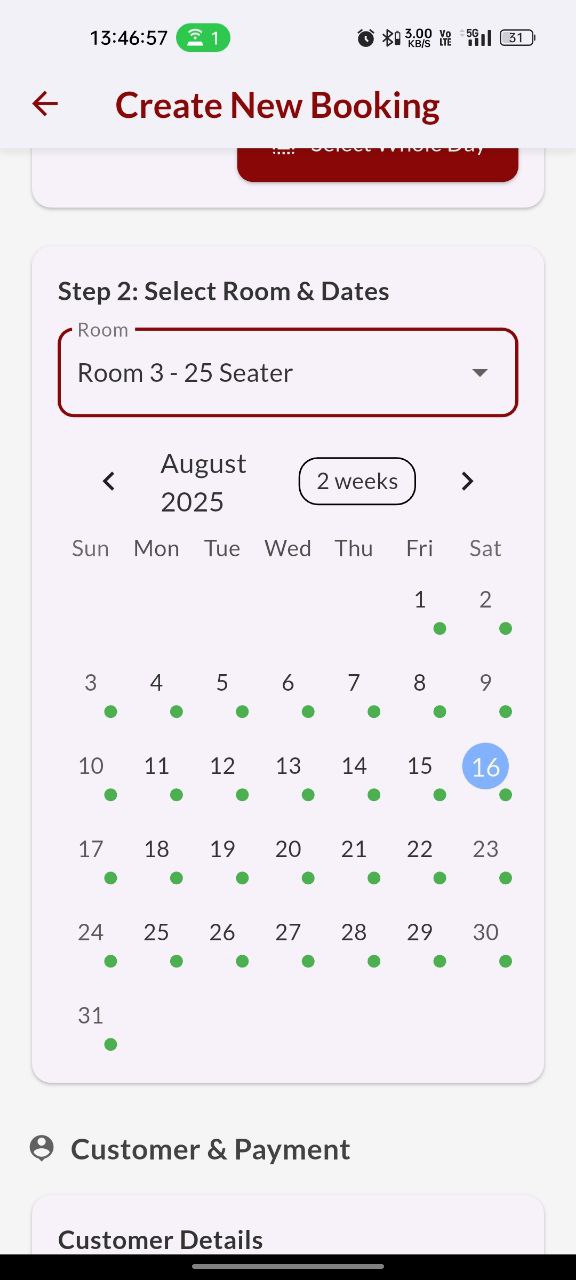 13:46:57 1 3.00 KB/S Vo LTE 5G 31
Create New Booking
Select Whole Day
Step 2: Select Room & Dates
Room
Room 3 - 25 Seater
August 2025
2 weeks
Sun Mon Tue Wed Thu Fri Sat
1 2
3 4 5 6 7 8 9
10 11 12 13 14 15 16
17 18 19 20 21 22 23
24 25 26 27 28 29 30
31
Customer & Payment
Customer Details